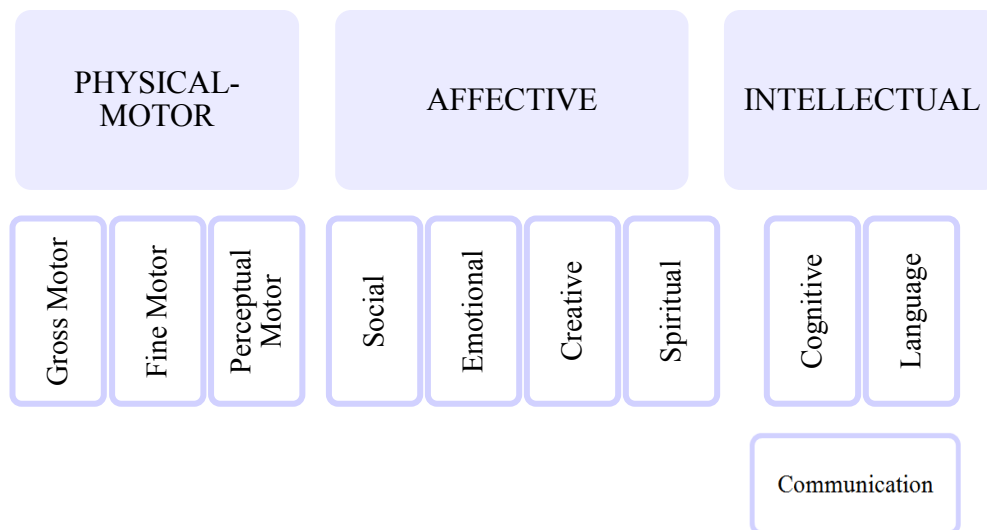 PHYSICAL-
MOTOR
AFFECTIVE
INTELLECTUAL
Gross Motor
Fine Motor
Perceptual
Motor
Social
Emotional
Creative
Spiritual
Cognitive
Language
Communication